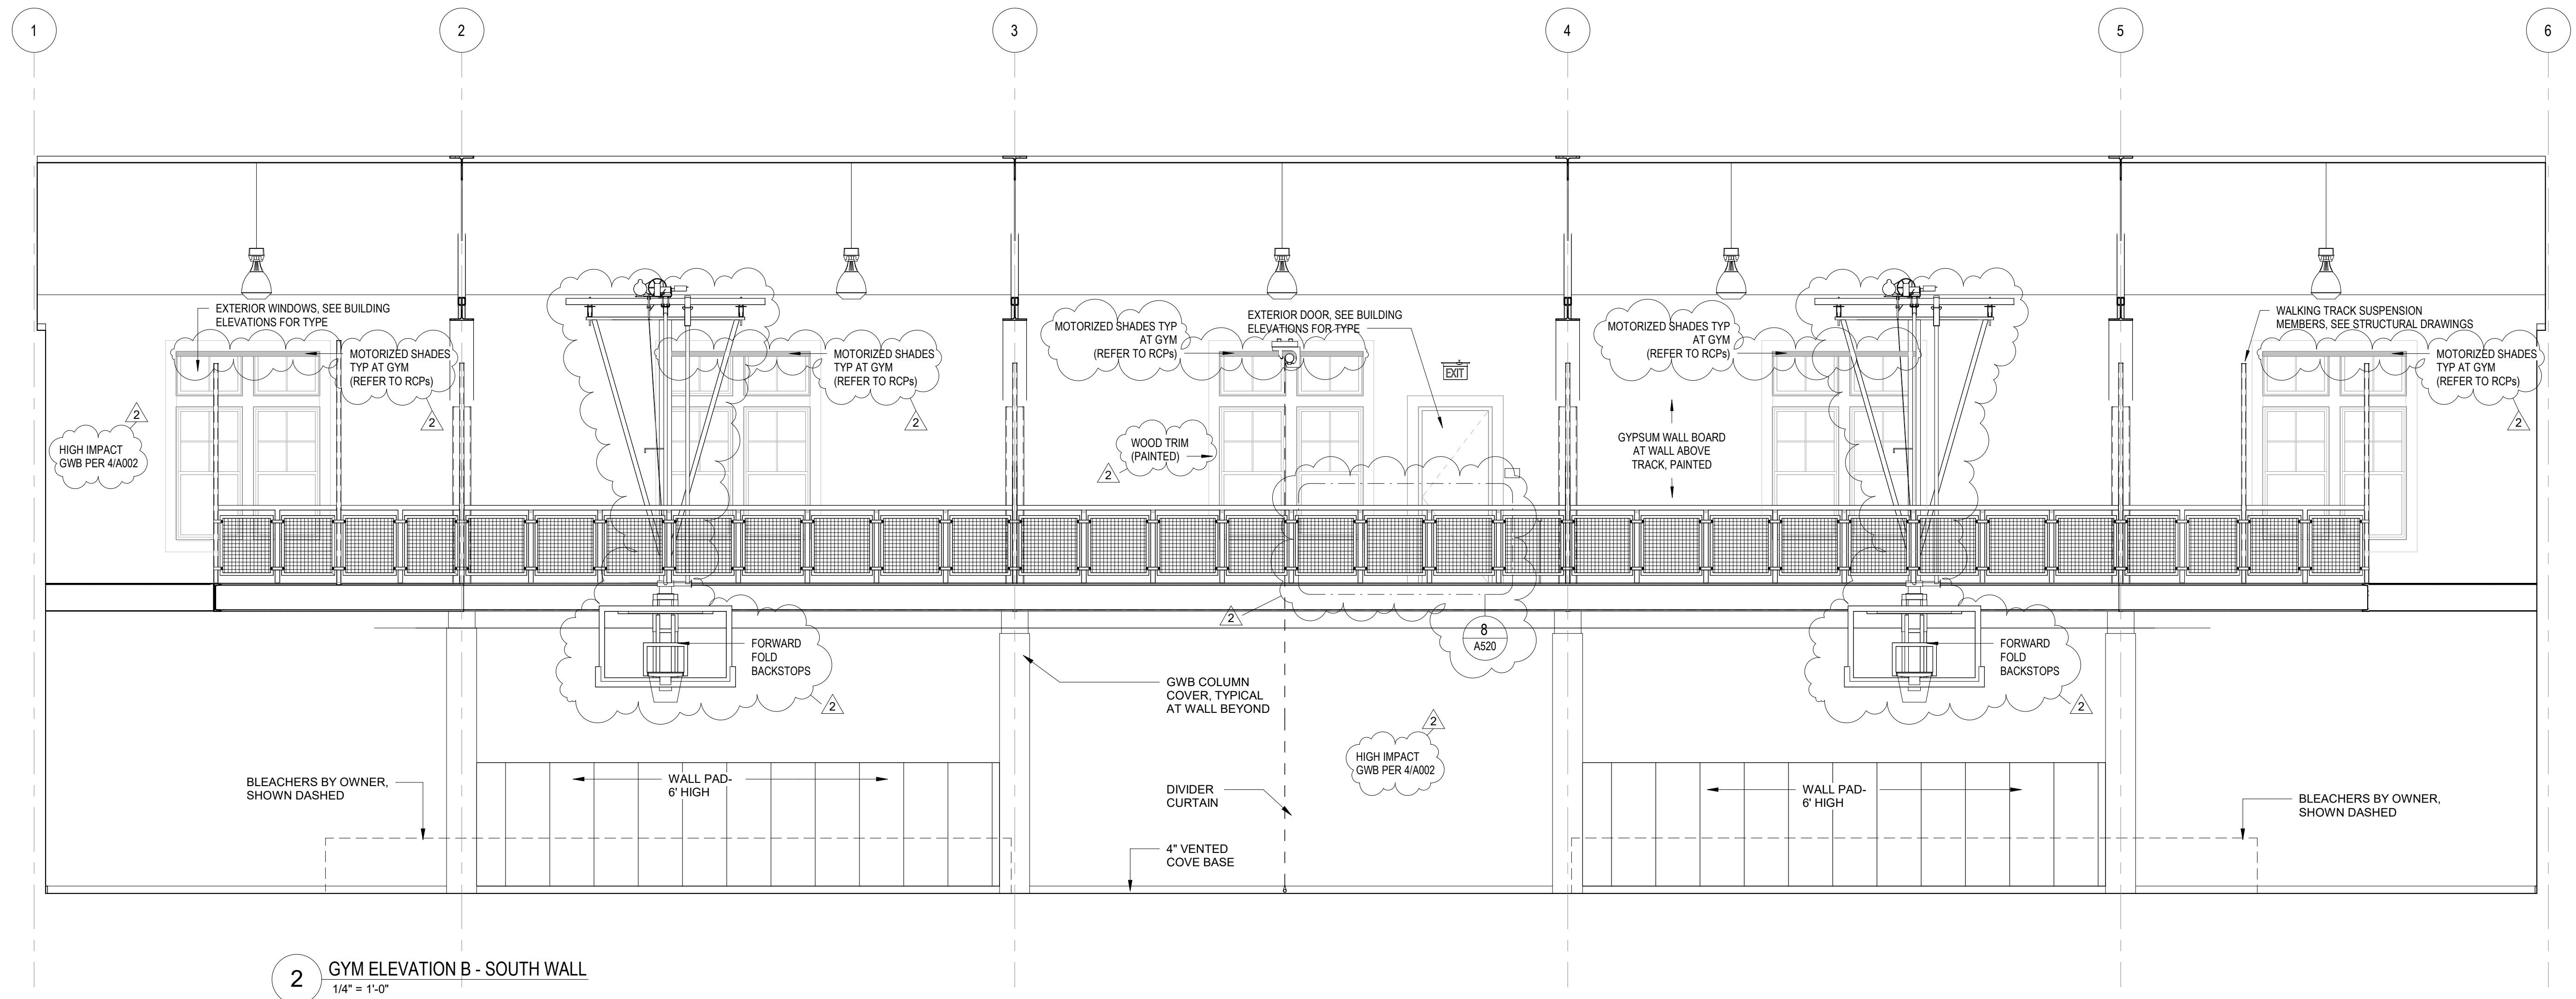 1
2
3
4
5
6
EXTERIOR WINDOWS, SEE BUILDING
ELEVATIONS FOR TYPE
MOTORIZED SHADES
TYP AT GYM
(REFER TO RCPs)
2
MOTORIZED SHADES
TYP AT GYM
(REFER TO RCPs)
2
MOTORIZED SHADES TYP
AT GYM
(REFER TO RCPs)
EXTERIOR DOOR, SEE BUILDING
ELEVATIONS FOR TYPE
EXIT
MOTORIZED SHADES TYP
AT GYM
(REFER TO RCPs)
WALKING TRACK SUSPENSION
MEMBERS, SEE STRUCTURAL DRAWINGS
MOTORIZED SHADES
TYP AT GYM
(REFER TO RCPs)
2
2
HIGH IMPACT
GWB PER 4/A002
WOOD TRIM
(PAINTED)
2
GYPSUM WALL BOARD
AT WALL ABOVE
TRACK, PAINTED
2
8
A520
FORWARD
FOLD
BACKSTOPS
2
FORWARD
FOLD
BACKSTOPS
2
GWB COLUMN
COVER, TYPICAL
AT WALL BEYOND
2
HIGH IMPACT
GWB PER 4/A002
BLEACHERS BY OWNER,
SHOWN DASHED
WALL PAD-
6' HIGH
DIVIDER
CURTAIN
WALL PAD-
6' HIGH
BLEACHERS BY OWNER,
SHOWN DASHED
4" VENTED
COVE BASE
2
GYM ELEVATION B - SOUTH WALL
1/4" = 1'-0"